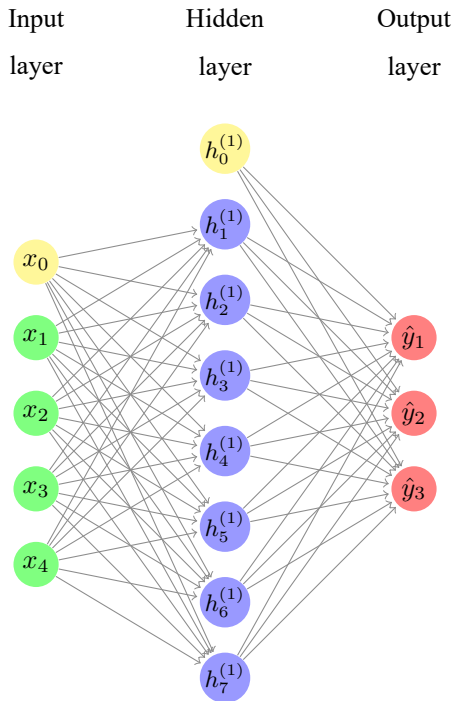 Input Hidden Output
layer layer layer
h_0^{(1)}
h_1^{(1)}
x_0
h_2^{(1)}
x_1 ŷ_1
h_3^{(1)}
x_2 ŷ_2
h_4^{(1)}
x_3 ŷ_3
h_5^{(1)}
x_4
h_6^{(1)}
h_7^{(1)}